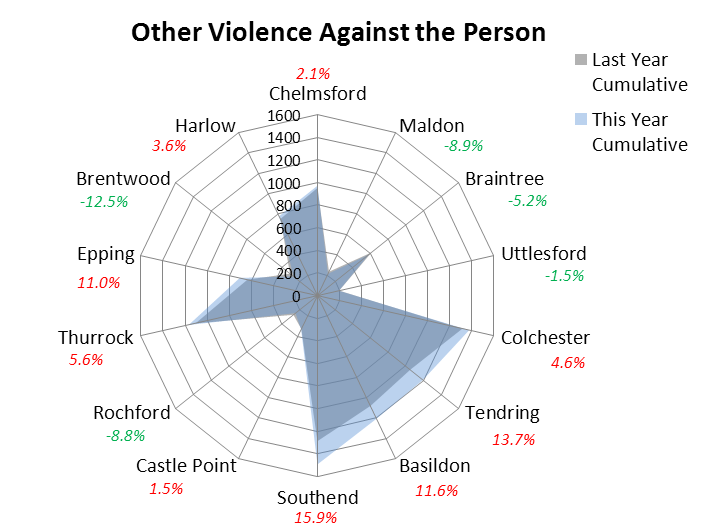 Other Violence Against the Person
Last Year
Cumulative
This Year
Cumulative
2.1%
Chelmsford
Maldon
-8.9%
Braintree
-5.2%
Uttlesford
-1.5%
Colchester
4.6%
Tendring
13.7%
Basildon
11.6%
Southend
15.9%
Castle Point
1.5%
Rochford
-8.8%
Thurrock
5.6%
Epping
11.0%
Brentwood
-12.5%
Harlow
3.6%
1600
1400
1200
1000
800
600
400
200
0